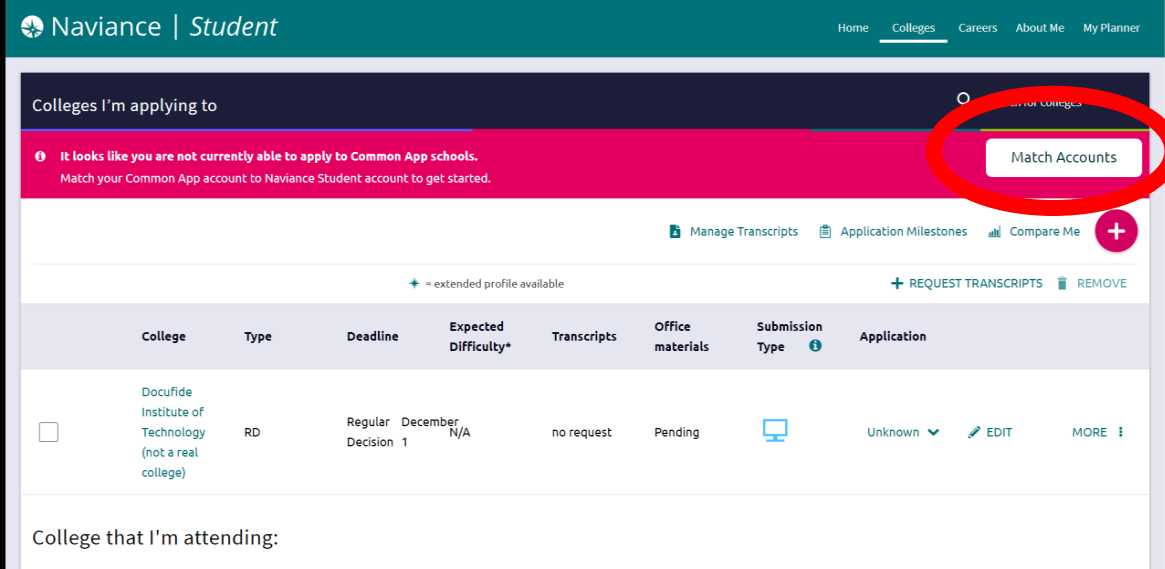 Naviance | Student
Home Colleges Careers About Me My Planner
Colleges I'm applying to
for colleges
It looks like you are not currently able to apply to Common App schools.
Match your Common App account to Naviance Student account to get started.
Match Accounts
Manage Transcripts Application Milestones Compare Me +
= extended profile available
+ REQUEST TRANSCRIPTS REMOVE
College Type Deadline Expected Difficulty* Transcripts Office materials Submission Type Application
Docufide
Institute of
Technology
(not a real
college)
RD
Regular December
Decision 1
N/A
no request
Pending
Unknown
EDIT
MORE
College that I'm attending: